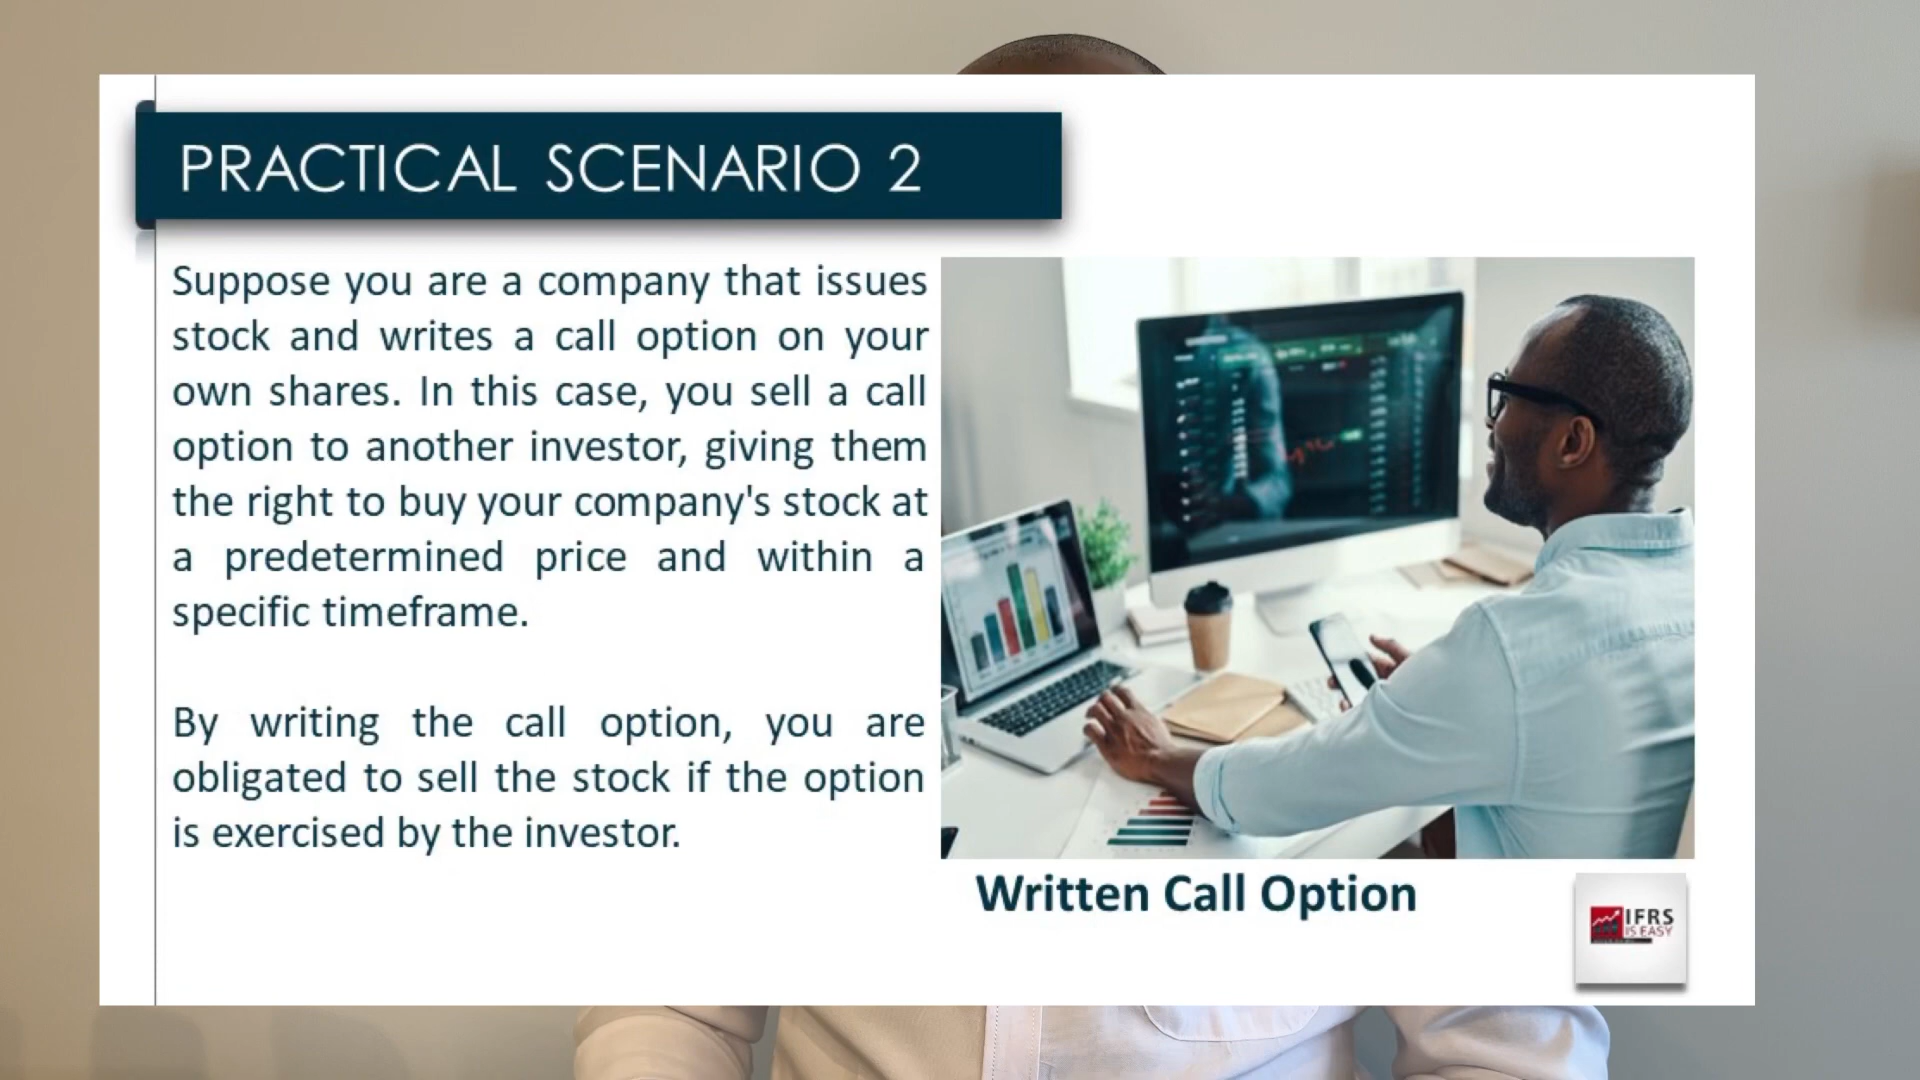 PRACTICAL SCENARIO 2
Suppose you are a company that issues
stock and writes a call option on your
own shares. In this case, you sell a call
option to another investor, giving them
the right to buy your company's stock at
a predetermined price and within a
specific timeframe.
By writing the call option, you are
obligated to sell the stock if the option
is exercised by the investor.
Written Call Option
IFRS
IS EASY